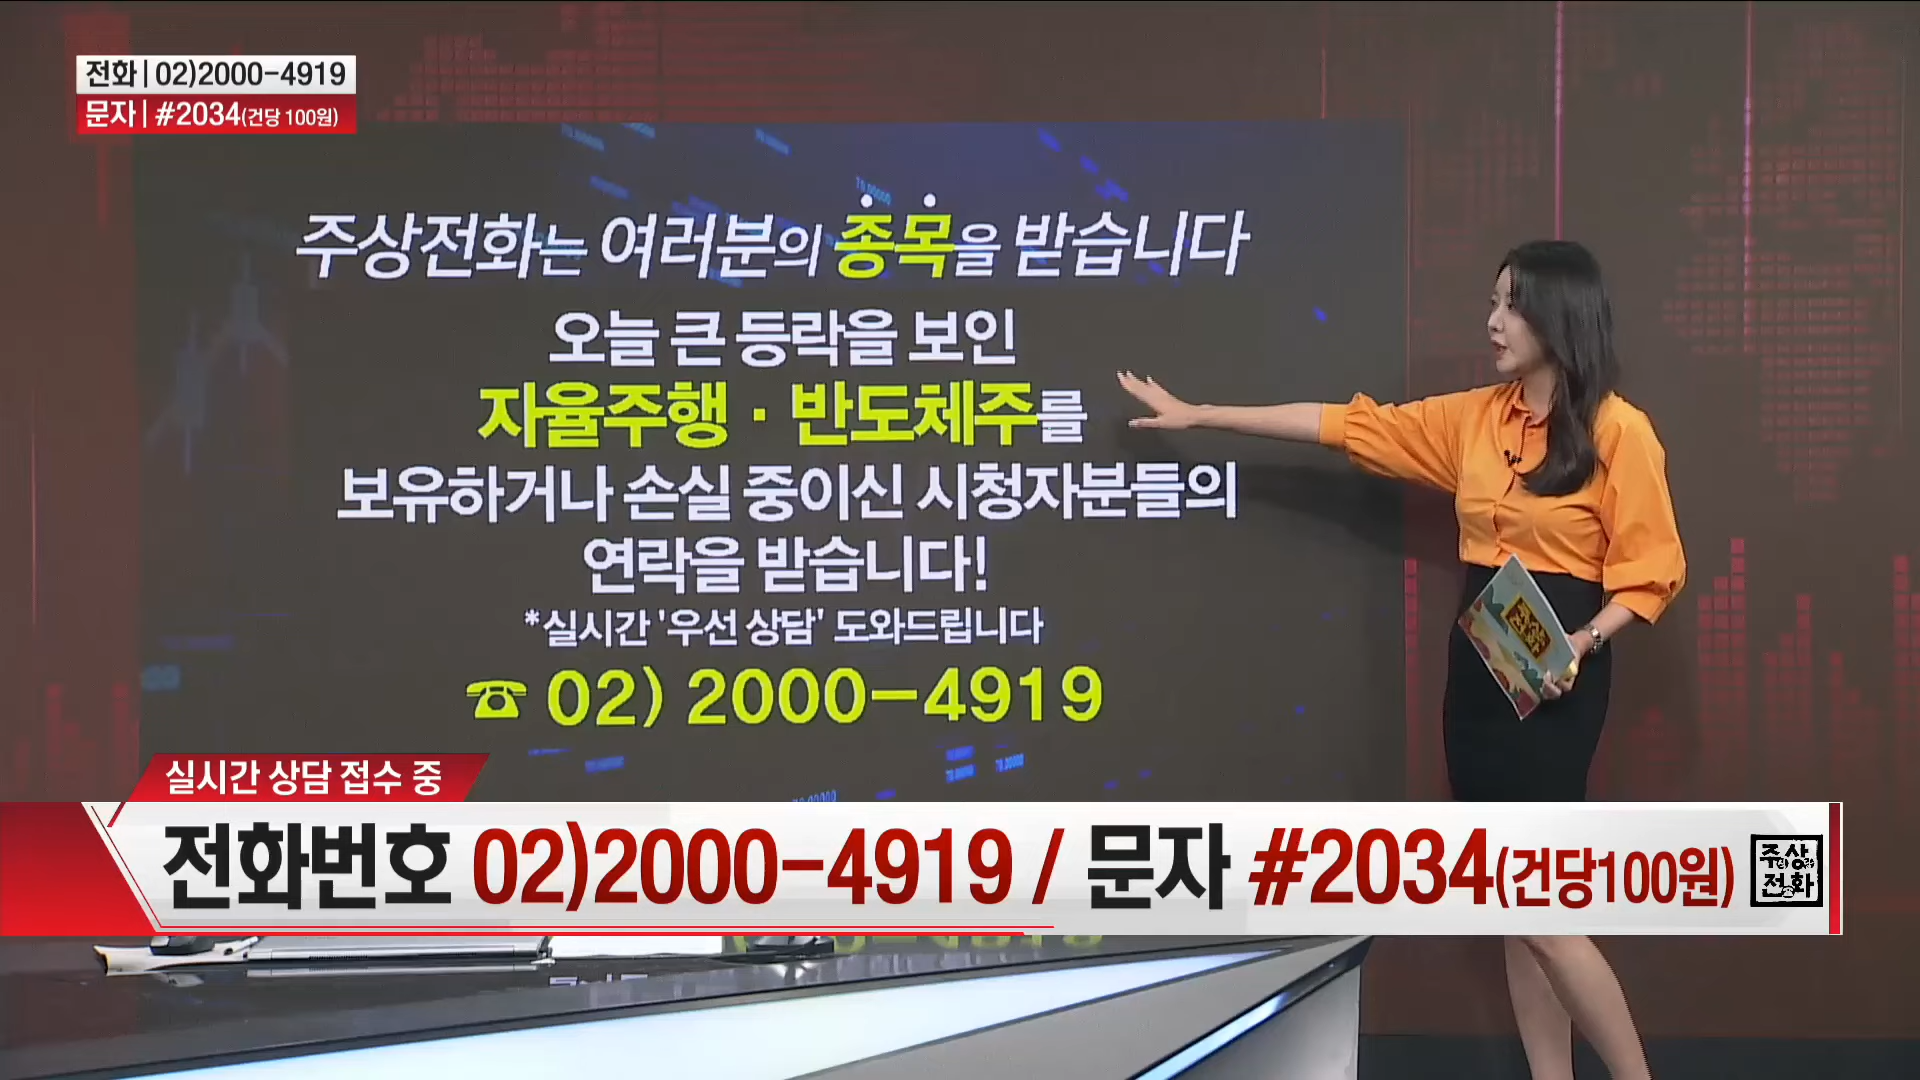 전화 | 02)2000-4919
문자 | #2034(건당 100원)
주상전화는 여러분의 종목을 받습니다
오늘 큰 등락을 보인
자율주행 · 반도체주를
보유하거나 손실 중이신 시청자분들의
연락을 받습니다!
*실시간 '우선 상담' 도와드립니다
☎ 02) 2000-4919
실시간 상담 접수 중
전화번호 02)2000-4919 / 문자 #2034(건당100원)
주상
전화